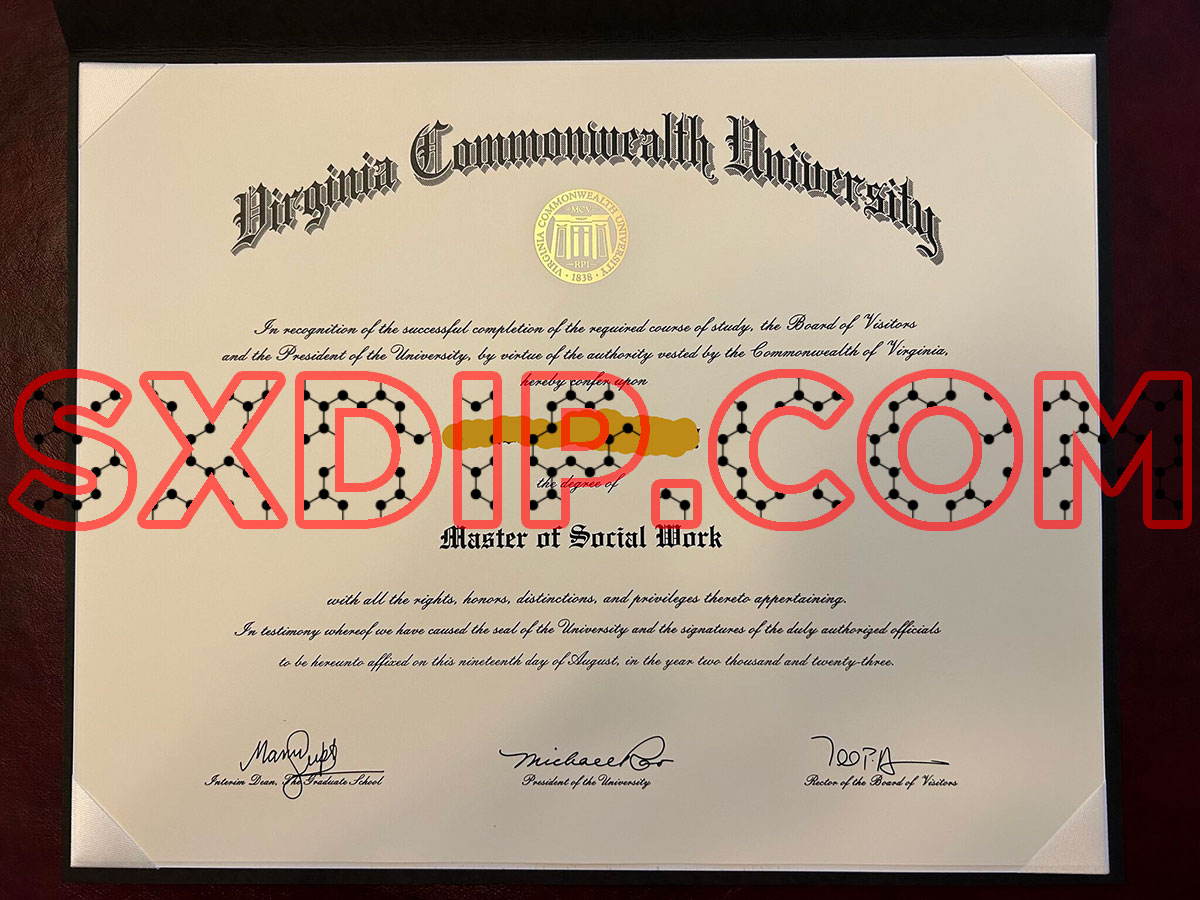 Virginia Commonwealth University
VIRGINIA COMMONWEALTH UNIVERSITY
MCV
RPI
1838
In recognition of the successful completion of the required course of study, the Board of Visitors
and the President of the University, by virtue of the authority vested by the Commonwealth of Virginia,
hereby confer upon
SXDIP.COM
the degree of
Master of Social Work
with all the rights, honors, distinctions, and privileges thereto appertaining.
In testimony whereof we have caused the seal of the University and the signatures of the duly authorized officials
to be hereunto affixed on this nineteenth day of August, in the year two thousand and twenty-three.
Interim Dean, The Graduate School
President of the University
Rector of the Board of Visitors